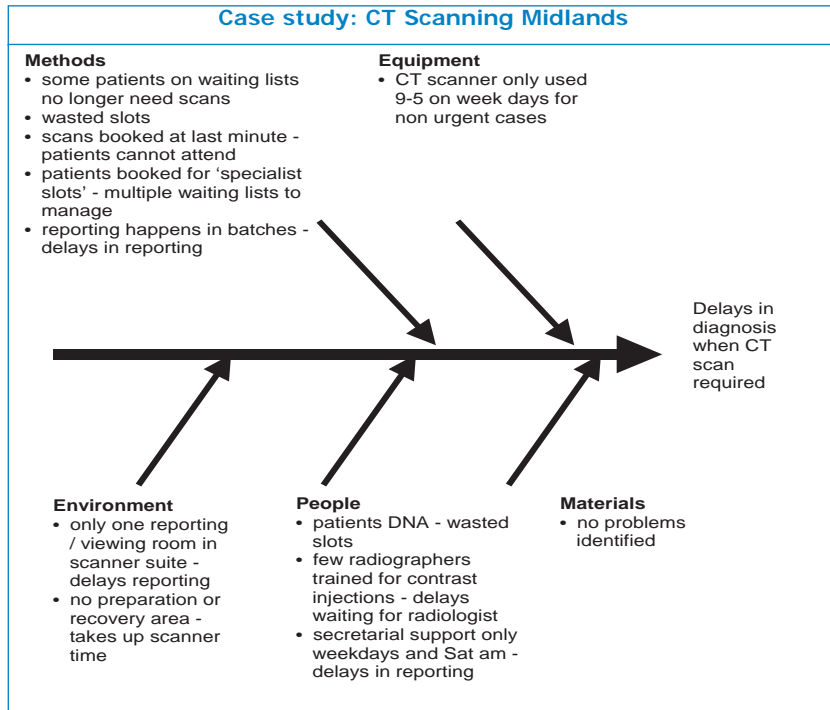 Case study: CT Scanning Midlands
Methods
• some patients on waiting lists
no longer need scans
• wasted slots
• scans booked at last minute -
patients cannot attend
• patients booked for ‘specialist
slots’ - multiple waiting lists to
manage
• reporting happens in batches -
delays in reporting
Equipment
• CT scanner only used
9-5 on week days for
non urgent cases
Delays in
diagnosis
when CT
scan
required
Environment
• only one reporting
/ viewing room in
scanner suite -
delays reporting
• no preparation or
recovery area -
takes up scanner
time
People
• patients DNA - wasted
slots
• few radiographers
trained for contrast
injections - delays
waiting for radiologist
• secretarial support only
weekdays and Sat am -
delays in reporting
Materials
• no problems
identified